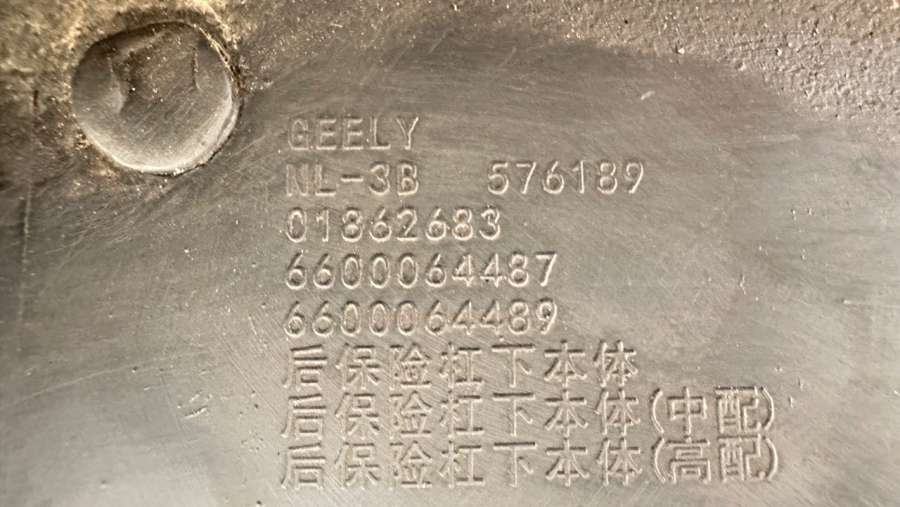 GEELY
NL-3B 576189
01862683
6600064487
6600064489
后保险杠下本体
后保险杠下本体(中配)
后保险杠下本体(高配)